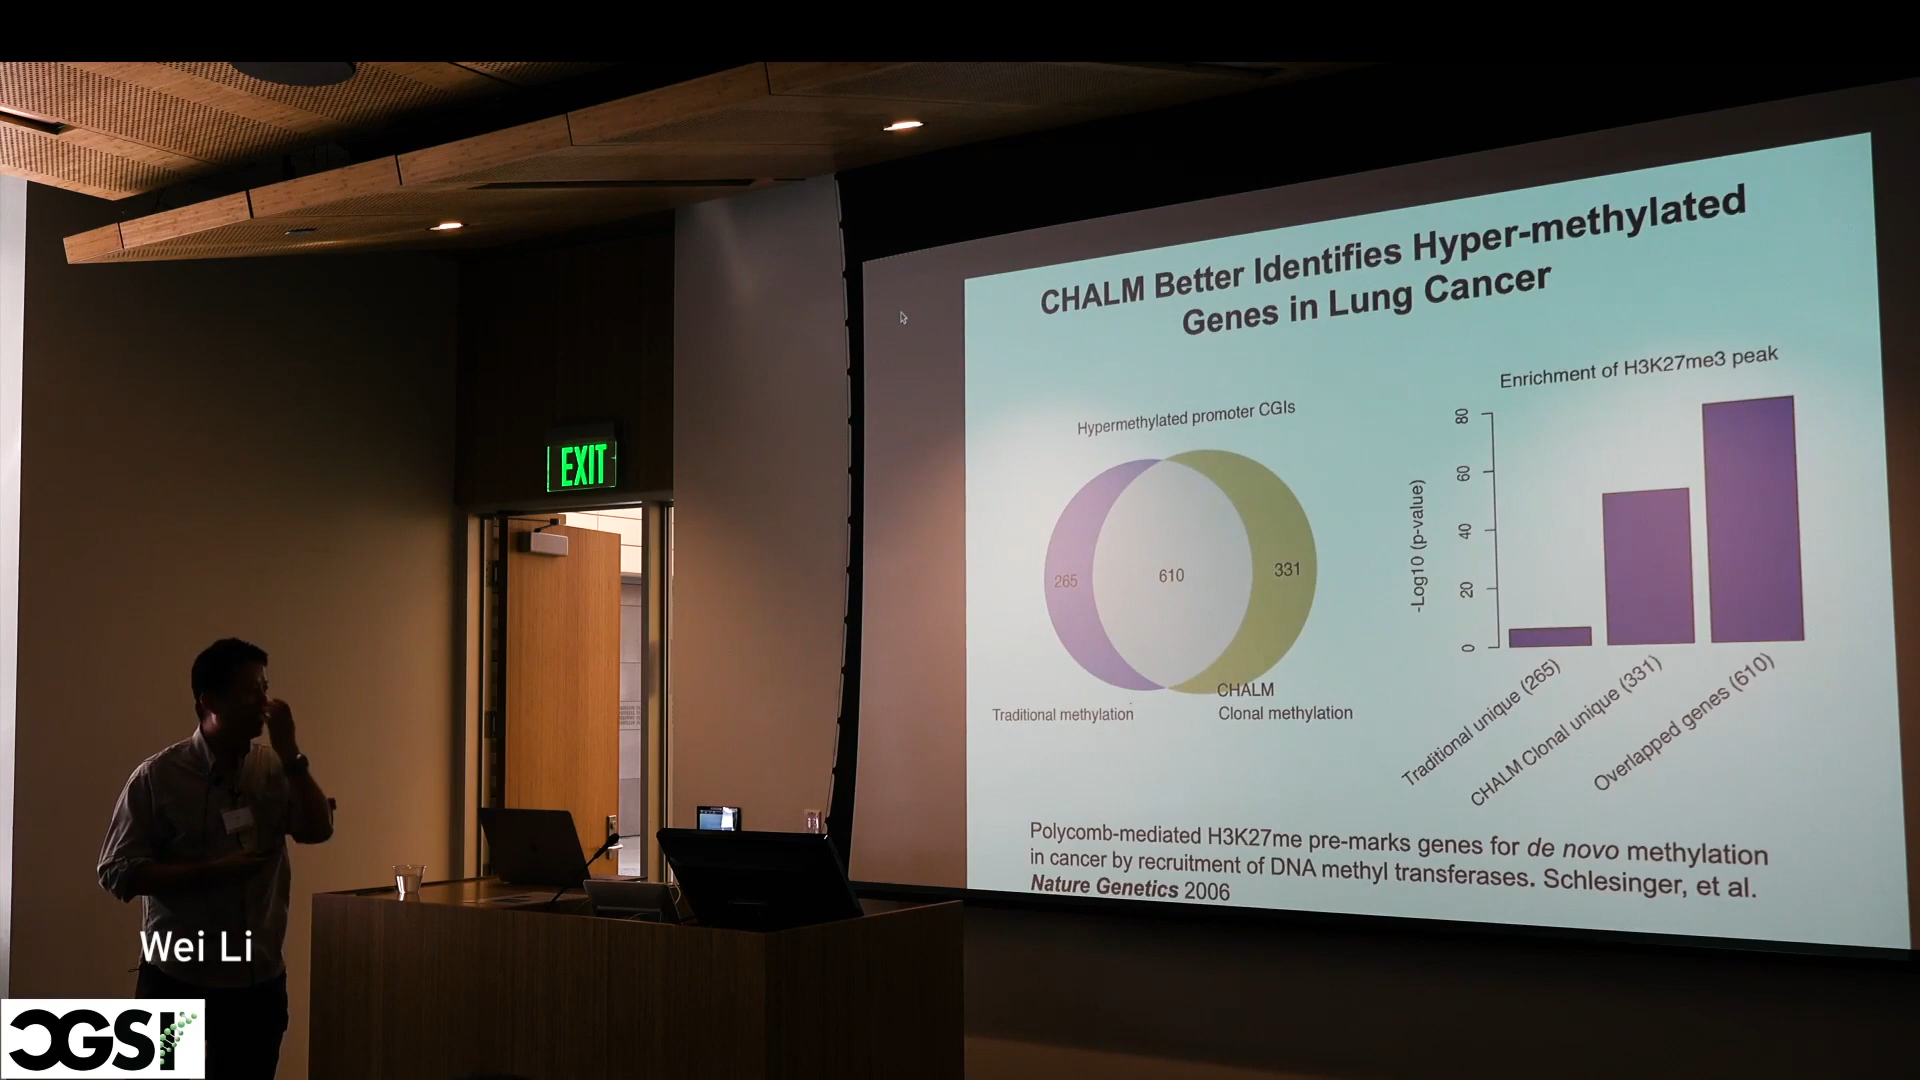 CHALM Better Identifies Hyper-methylated
Genes in Lung Cancer
Hypermethylated promoter CGIs
265
610
331
Traditional methylation
CHALM
Clonal methylation
Enrichment of H3K27me3 peak
-Log10 (p-value)
80
60
40
20
0
Traditional unique (265)
CHALM Clonal unique (331)
Overlapped genes (610)
Polycomb-mediated H3K27me pre-marks genes for de novo methylation
in cancer by recruitment of DNA methyl transferases. Schlesinger, et al.
Nature Genetics 2006
EXIT
Wei Li
CGSI